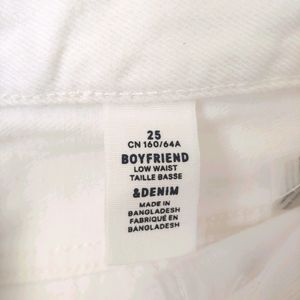 25
CN 160/64A
BOYFRIEND
LOW WAIST
TAILLE BASSE
&DENIM
MADE IN
BANGLADESH
FABRIQUÉ EN
BANGLADESH